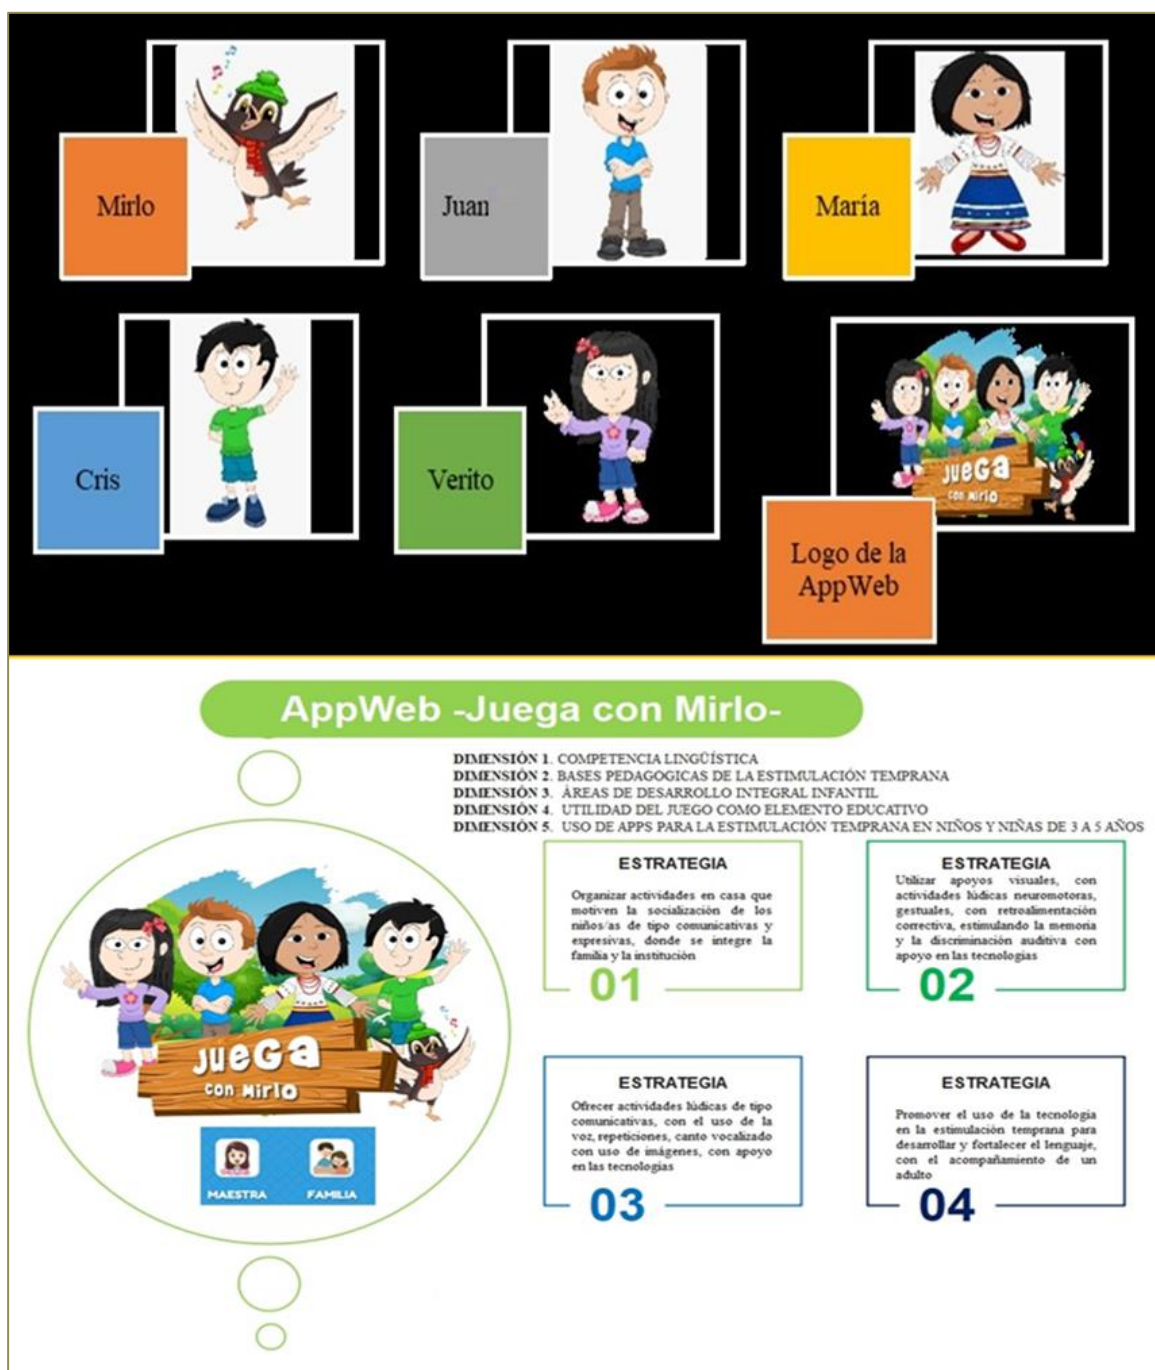 Mirlo
Juan
María
Cris
Verito
JUEGA
con MIRLO
Logo de la
AppWeb
AppWeb -Juega con Mirlo-
DIMENSIÓN 1. COMPETENCIA LINGÜÍSTICA
DIMENSIÓN 2. BASES PEDAGOGICAS DE LA ESTIMULACIÓN TEMPRANA
DIMENSIÓN 3. ÁREAS DE DESARROLLO INTEGRAL INFANTIL
DIMENSIÓN 4. UTILIDAD DEL JUEGO COMO ELEMENTO EDUCATIVO
DIMENSIÓN 5. USO DE APPS PARA LA ESTIMULACIÓN TEMPRANA EN NIÑOS Y NIÑAS DE 3 A 5 AÑOS
JUEGA
con MIRLO
MAESTRA FAMILIA
ESTRATEGIA
Organizar actividades en casa que
motiven la socialización de los
niños/as de tipo comunicativas y
expresivas, donde se integre la
familia y la institución
01
ESTRATEGIA
Utilizar apoyos visuales, con
actividades lúdicas neuromotoras,
gestuales, con retroalimentación
correctiva, estimulando la memoria
y la discriminación auditiva con
apoyo en las tecnologías
02
ESTRATEGIA
Ofrecer actividades lúdicas de tipo
comunicativas, con el uso de la
voz, repeticiones, canto vocalizado
con uso de imágenes, con apoyo
en las tecnologías
03
ESTRATEGIA
Promover el uso de la tecnología
en la estimulación temprana para
desarrollar y fortalecer el lenguaje,
con el acompañamiento de un
adulto
04